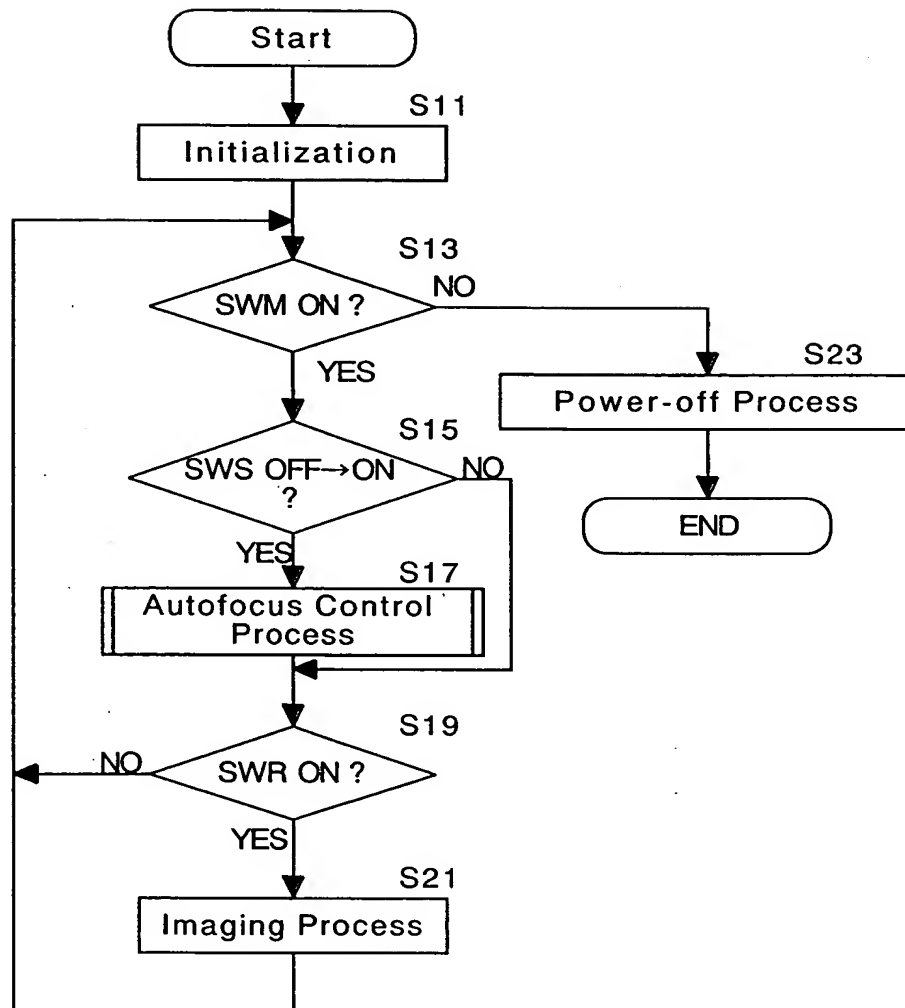 Start
S11
Initialization
S13
SWM ON ?
NO
YES
S23
Power-off Process
S15
SWS OFF→ON
?
NO
END
YES
S17
Autofocus Control
Process
S19
SWR ON ?
NO
YES
S21
Imaging Process